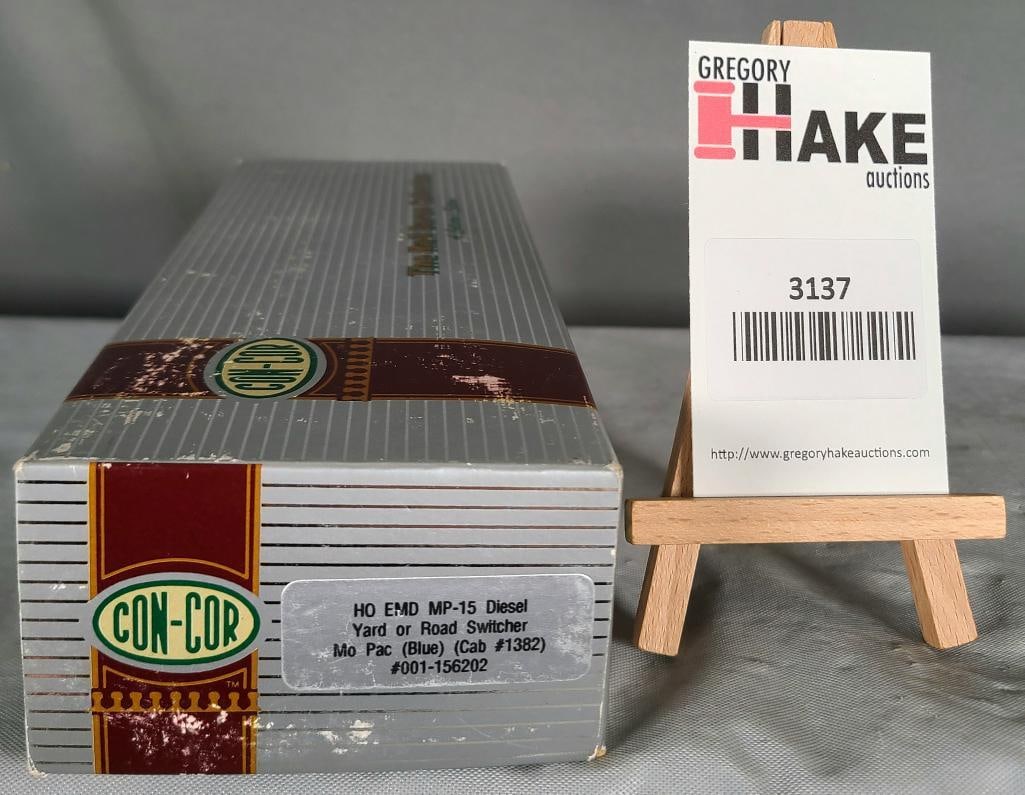 GREGORY
HAKE
auctions
3137
http://www.gregoryhakeauctions.com
CON-COR
CON-COR
TM
HO EMD MP-15 Diesel
Yard or Road Switcher
Mo Pac (Blue) (Cab #1382)
#001-156202